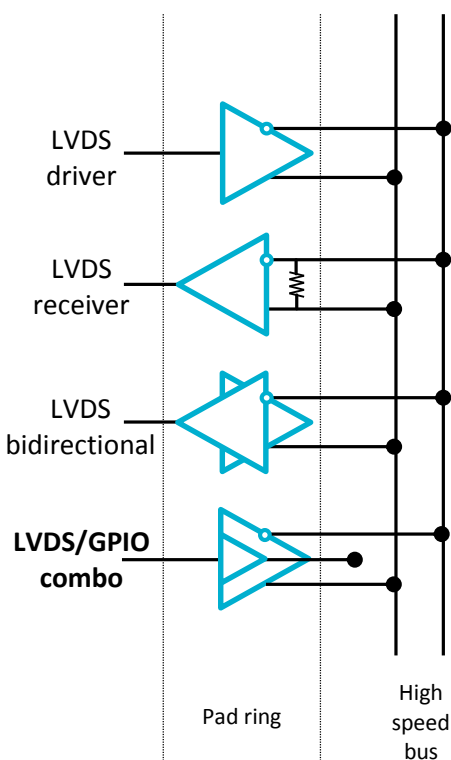 LVDS
driver
LVDS
receiver
LVDS
bidirectional
LVDS/GPIO
combo
Pad ring
High
speed
bus